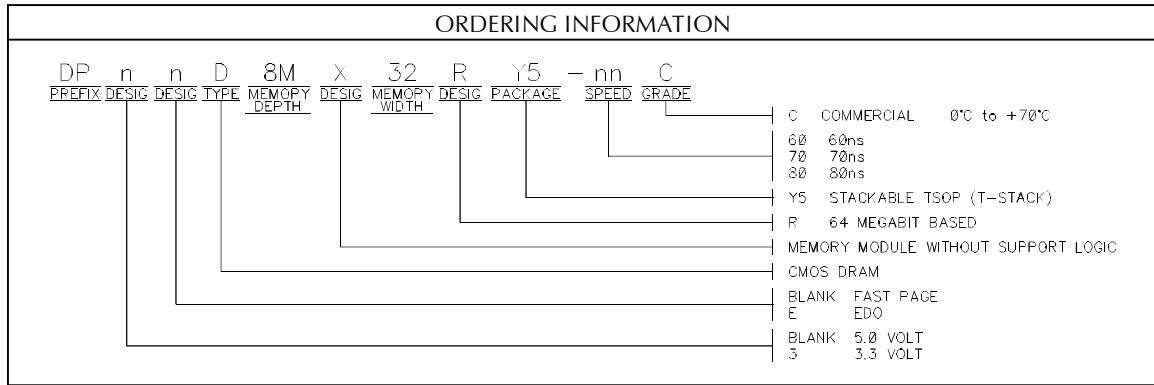 ORDERING INFORMATION
DP n n D 8M X 32 R Y5 - nn C
PREFIX DESIG DESIG TYPE MEMORY DESIG MEMORY DESIG PACKAGE SPEED GRADE
DEPTH WIDTH
C COMMERCIAL 0°C to +70°C
60 60ns
70 70ns
80 80ns
Y5 STACKABLE TSOP (T-STACK)
R 64 MEGABIT BASED
MEMORY MODULE WITHOUT SUPPORT LOGIC
CMOS DRAM
BLANK FAST PAGE
E EDO
BLANK 5.0 VOLT
3 3.3 VOLT